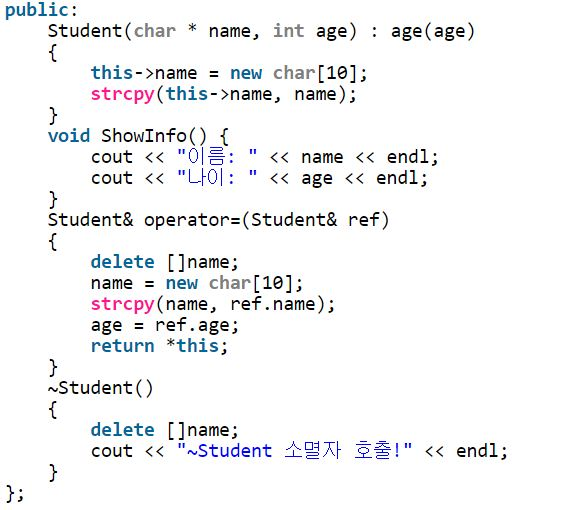 public:
    Student(char * name, int age) : age(age)
    {
        this->name = new char[10];
        strcpy(this->name, name);
    }
    void ShowInfo() {
        cout << "이름: " << name << endl;
        cout << "나이: " << age << endl;
    }
    Student& operator=(Student& ref)
    {
        delete []name;
        name = new char[10];
        strcpy(name, ref.name);
        age = ref.age;
        return *this;
    }
    ~Student()
    {
        delete []name;
        cout << "~Student 소멸자 호출!" << endl;
    }
};